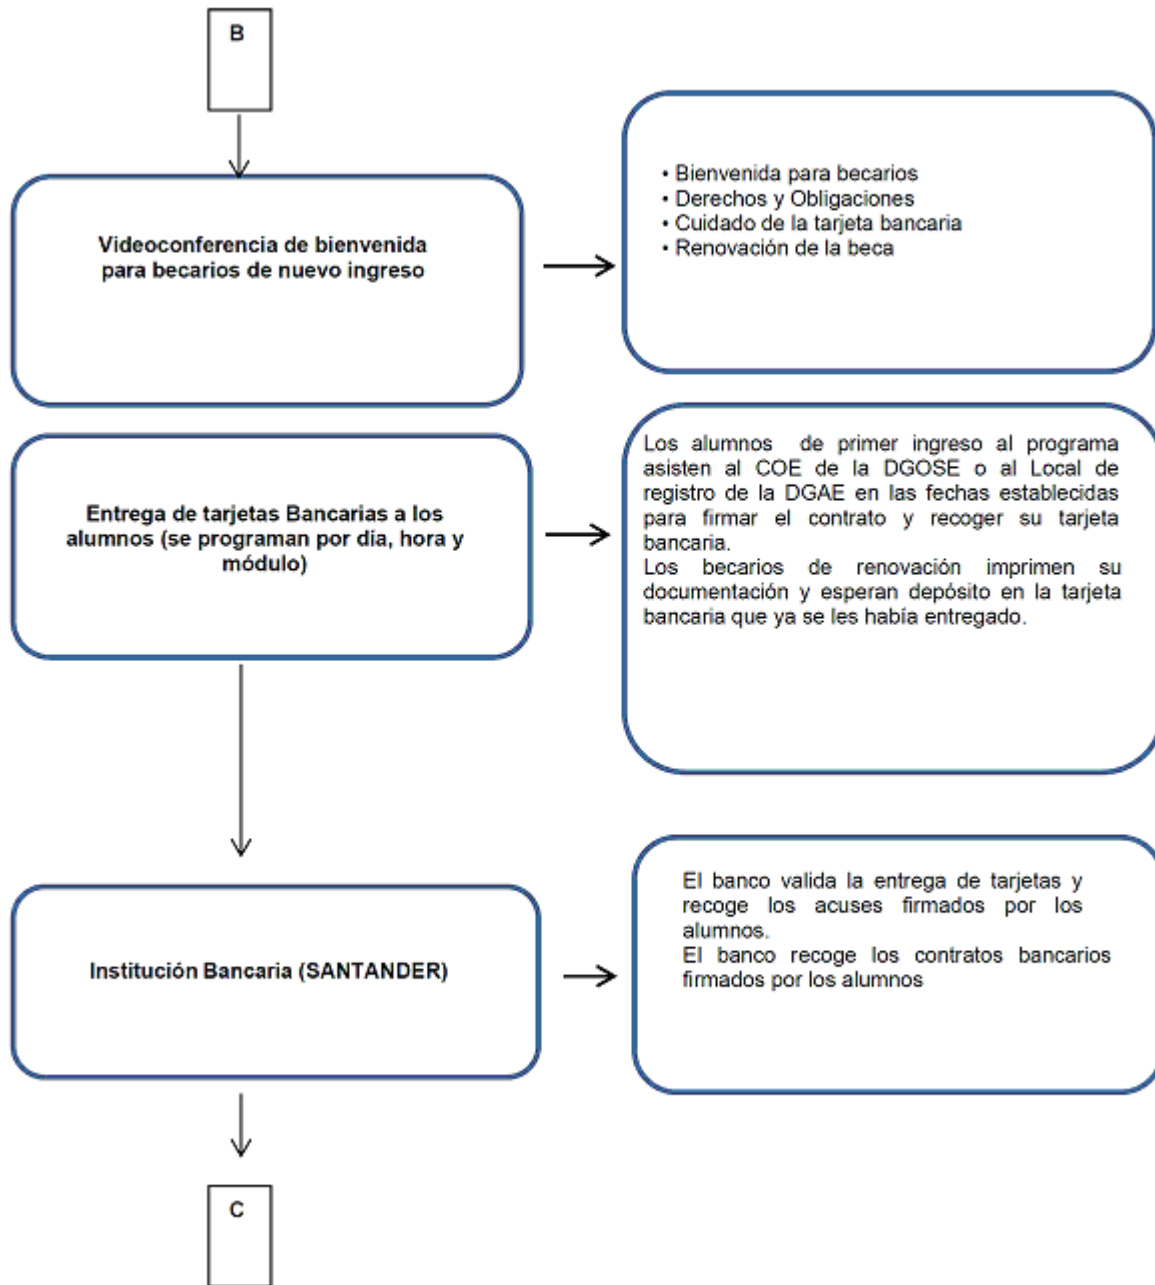 B
Videoconferencia de bienvenida
para becarios de nuevo ingreso
• Bienvenida para becarios
• Derechos y Obligaciones
• Cuidado de la tarjeta bancaria
• Renovación de la beca
Entrega de tarjetas Bancarias a los
alumnos (se programan por día, hora y
módulo)
Los alumnos de primer ingreso al programa
asisten al COE de la DGOSE o al Local de
registro de la DGAE en las fechas establecidas
para firmar el contrato y recoger su tarjeta
bancaria.
Los becarios de renovación imprimen su
documentación y esperan depósito en la tarjeta
bancaria que ya se les había entregado.
Institución Bancaria (SANTANDER)
El banco valida la entrega de tarjetas y
recoge los acuses firmados por los
alumnos.
El banco recoge los contratos bancarios
firmados por los alumnos
C